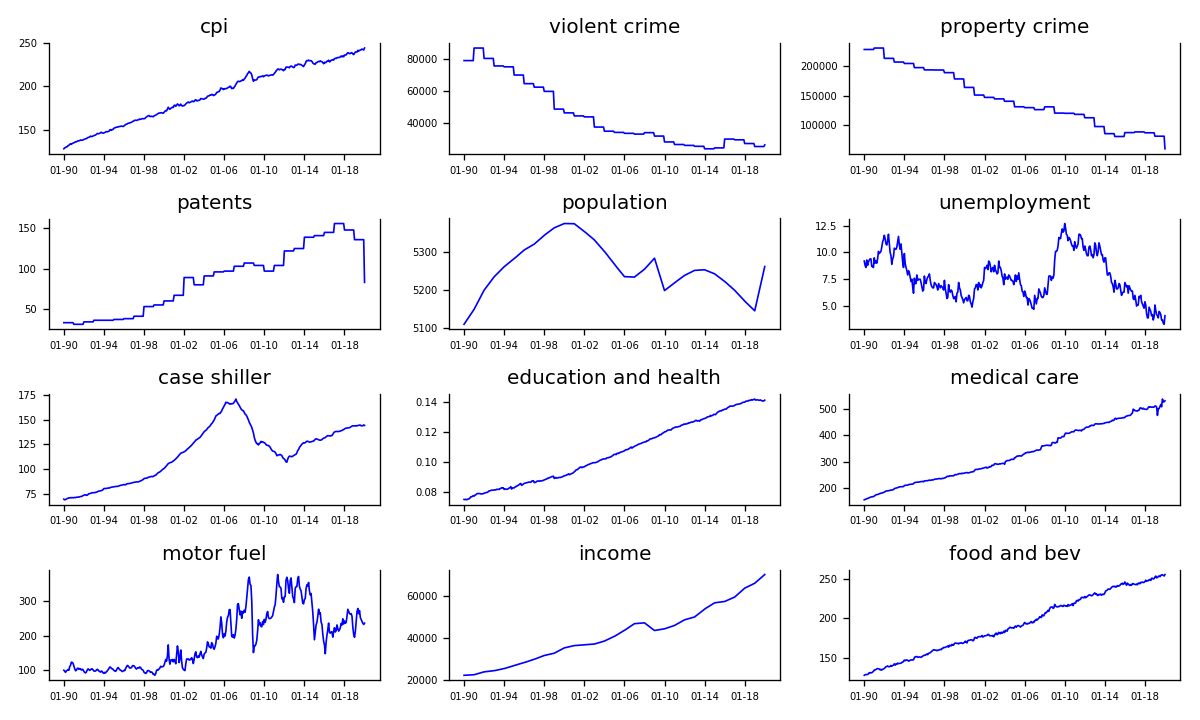 cpi
250
200
150
01-90 01-94 01-98 01-02 01-06 01-10 01-14 01-18
violent crime
80000
60000
40000
01-90 01-94 01-98 01-02 01-06 01-10 01-14 01-18
property crime
200000
150000
100000
01-90 01-94 01-98 01-02 01-06 01-10 01-14 01-18
patents
150
100
50
01-90 01-94 01-98 01-02 01-06 01-10 01-14 01-18
population
5300
5200
5100
01-90 01-94 01-98 01-02 01-06 01-10 01-14 01-18
unemployment
12.5
10.0
7.5
5.0
01-90 01-94 01-98 01-02 01-06 01-10 01-14 01-18
case shiller
175
150
125
100
75
01-90 01-94 01-98 01-02 01-06 01-10 01-14 01-18
education and health
0.14
0.12
0.10
0.08
01-90 01-94 01-98 01-02 01-06 01-10 01-14 01-18
medical care
500
400
300
200
01-90 01-94 01-98 01-02 01-06 01-10 01-14 01-18
motor fuel
300
200
100
01-90 01-94 01-98 01-02 01-06 01-10 01-14 01-18
income
60000
40000
20000
01-90 01-94 01-98 01-02 01-06 01-10 01-14 01-18
food and bev
250
200
150
01-90 01-94 01-98 01-02 01-06 01-10 01-14 01-18